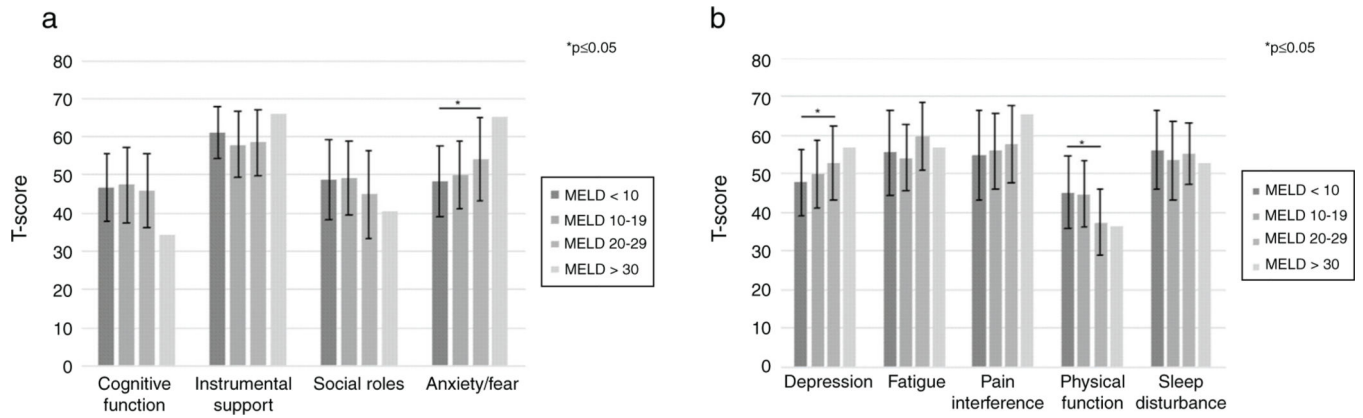 a
*p≤0.05
T-score
80
70
60
50
40
30
20
10
0
*
Cognitive
function
Instrumental
support
Social roles
Anxiety/fear
MELD < 10
MELD 10-19
MELD 20-29
MELD > 30
b
*p≤0.05
T-score
80
70
60
50
40
30
20
10
0
*
*
Depression
Fatigue
Pain
interference
Physical
function
Sleep
disturbance
MELD < 10
MELD 10-19
MELD 20-29
MELD > 30